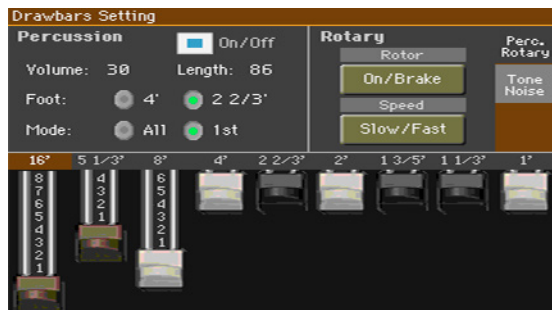 Drawbars Setting
Percussion
On/Off
Volume: 30
Length: 86
Foot:
4'
2 2/3'
Mode:
All
1st
Rotary
Rotor
On/Brake
Speed
Slow/Fast
Perc.
Rotary
Tone
Noise
16' 5 1/3' 8' 4' 2 2/3' 2' 1 3/5' 1 1/3' 1'
8
7
6
5
4
3
2
1
4
3
2
1
6
5
4
3
2
1